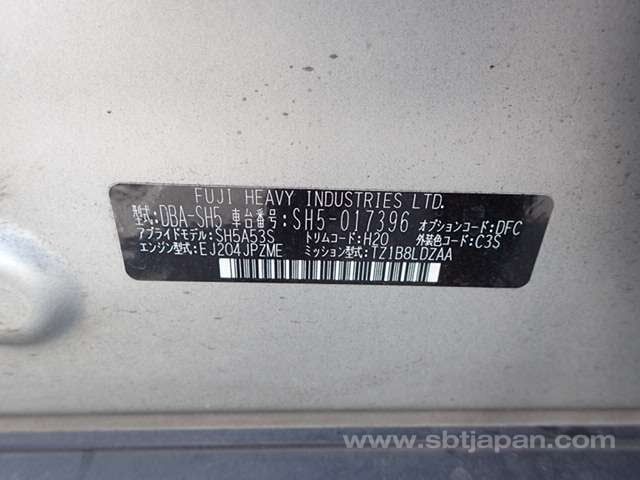 FUJI HEAVY INDUSTRIES LTD.
型式:DBA-SH5 車台番号:SH5-017396 オプションコード:DFC
アプライドモデル:SH5A53S トリムコード:H20 外装色コード:C3S
エンジン型式:EJ204JPZME ミッション型式:TZ1B8LDZAA
www.sbtjapan.com